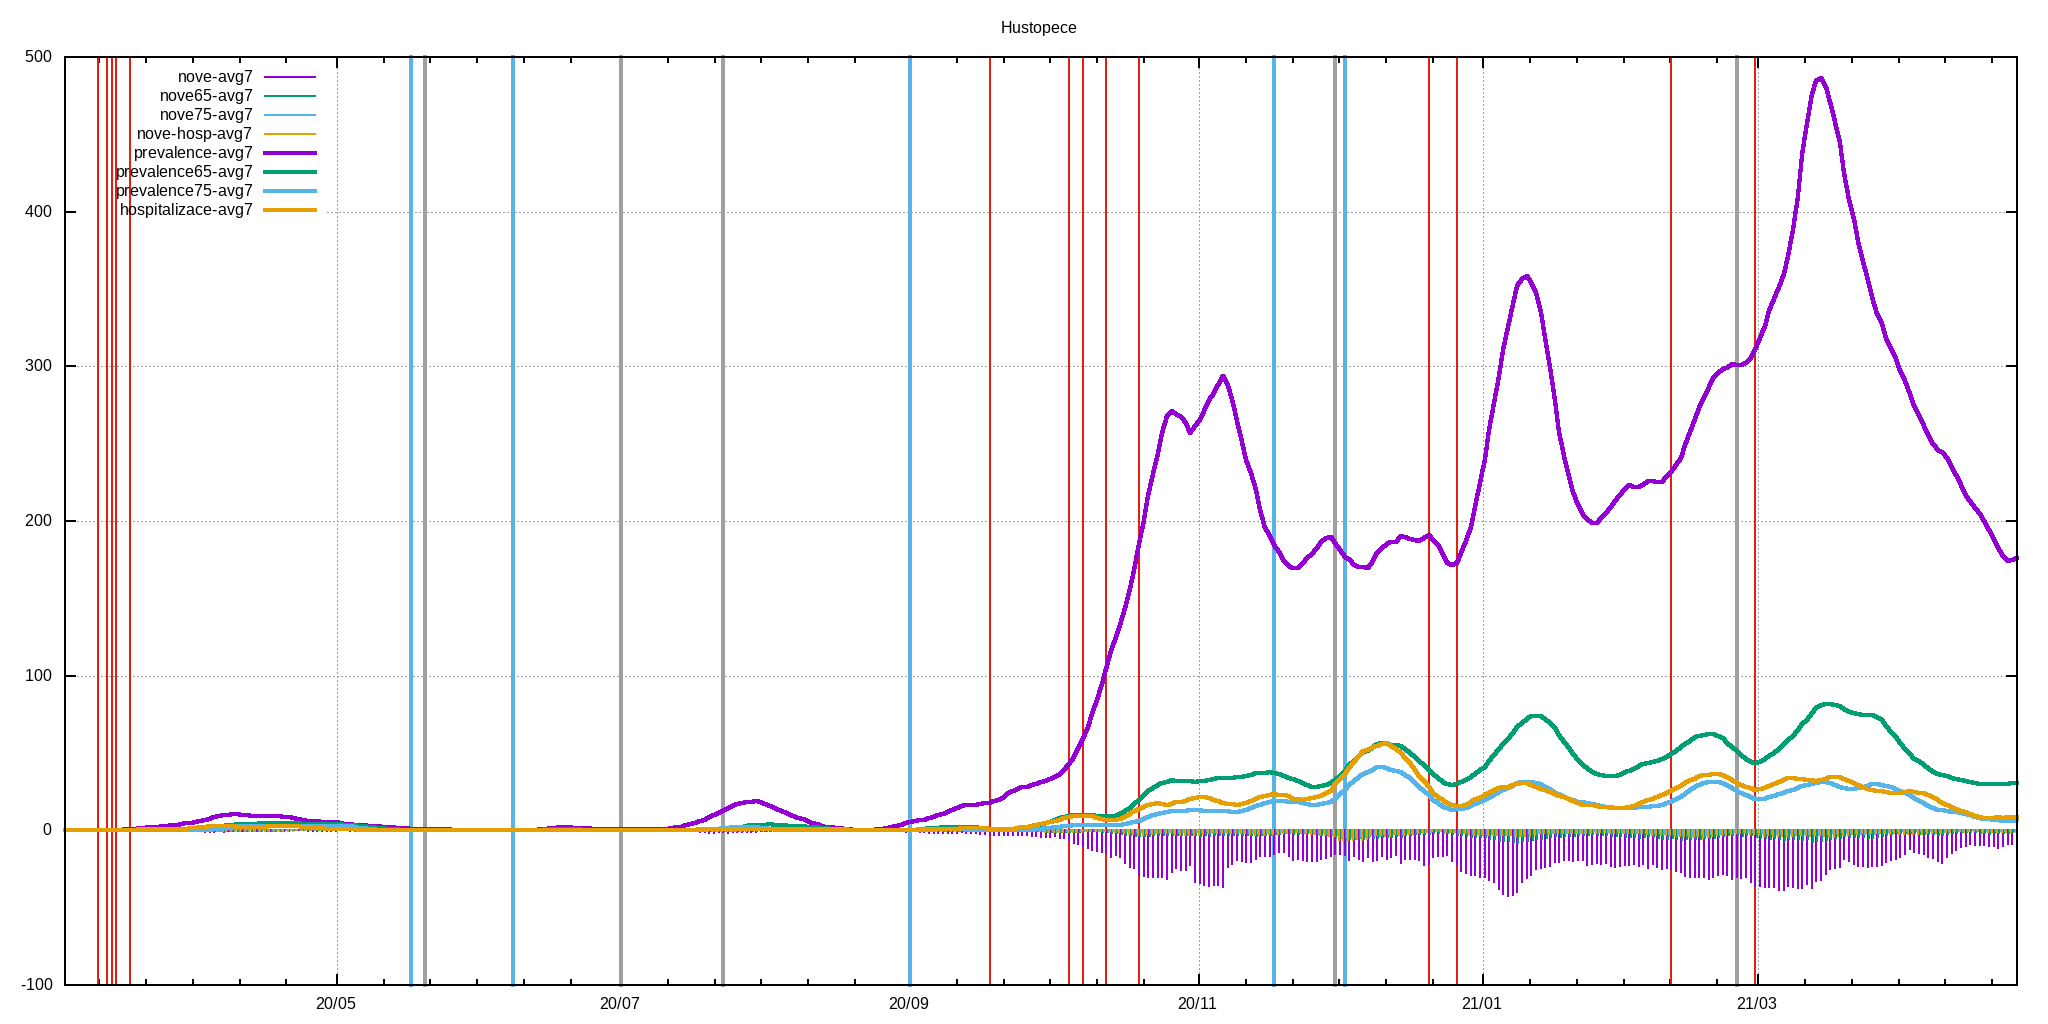 Hustopece
500
nove-avg7
nove65-avg7
nove75-avg7
nove-hosp-avg7
prevalence-avg7
prevalence65-avg7
prevalence75-avg7
hospitalizace-avg7
400
300
200
100
0
-100
20/05 20/07 20/09 20/11 21/01 21/03